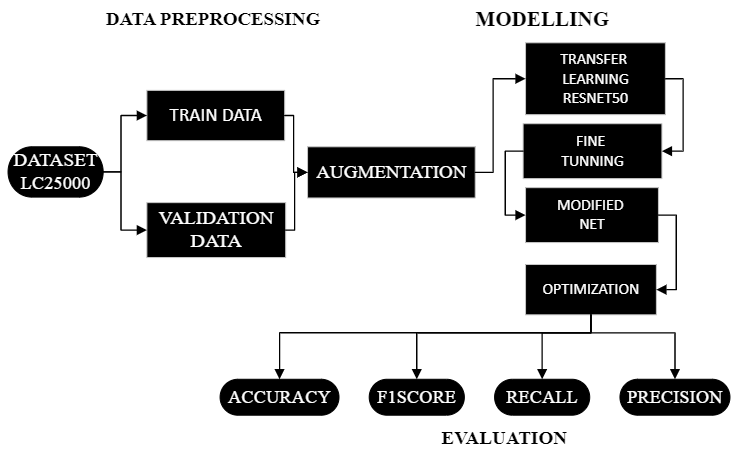 DATA PREPROCESSING
MODELLING
DATASET
LC25000
TRAIN DATA
VALIDATION
DATA
AUGMENTATION
TRANSFER
LEARNING
RESNET50
FINE
TUNNING
MODIFIED
NET
OPTIMIZATION
ACCURACY
F1SCORE
RECALL
PRECISION
EVALUATION